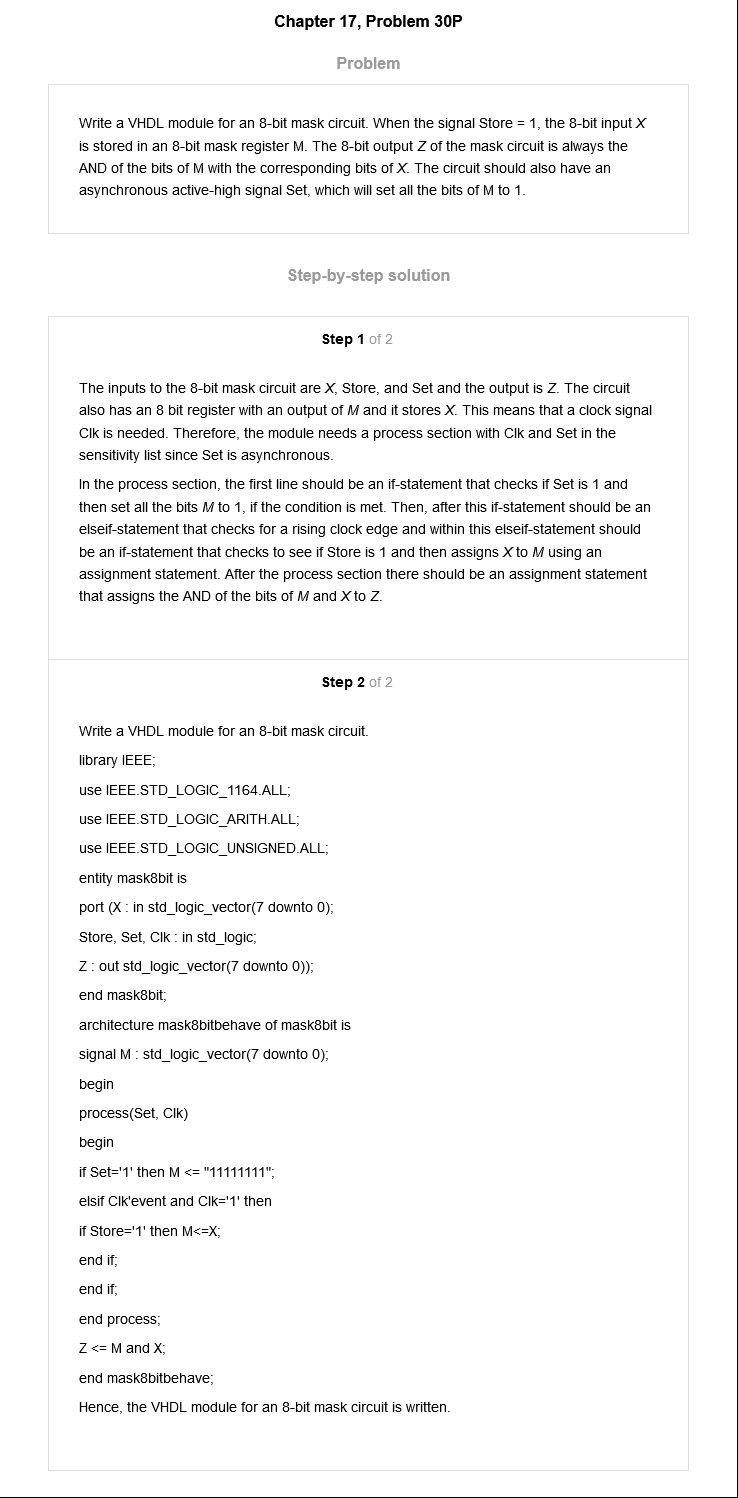 Chapter 17, Problem 30P
Problem
Write a VHDL module for an 8-bit mask circuit. When the signal Store = 1, the 8-bit input X
is stored in an 8-bit mask register M. The 8-bit output Z of the mask circuit is always the
AND of the bits of M with the corresponding bits of X. The circuit should also have an
asynchronous active-high signal Set, which will set all the bits of M to 1.
Step-by-step solution
Step 1 of 2
The inputs to the 8-bit mask circuit are X, Store, and Set and the output is Z. The circuit
also has an 8 bit register with an output of M and it stores X. This means that a clock signal
Clk is needed. Therefore, the module needs a process section with Clk and Set in the
sensitivity list since Set is asynchronous.
In the process section, the first line should be an if-statement that checks if Set is 1 and
then set all the bits M to 1, if the condition is met. Then, after this if-statement should be an
elseif-statement that checks for a rising clock edge and within this elseif-statement should
be an if-statement that checks to see if Store is 1 and then assigns X to M using an
assignment statement. After the process section there should be an assignment statement
that assigns the AND of the bits of M and X to Z.
Step 2 of 2
Write a VHDL module for an 8-bit mask circuit.
library IEEE;
use IEEE.STD_LOGIC_1164.ALL;
use IEEE.STD_LOGIC_ARITH.ALL;
use IEEE.STD_LOGIC_UNSIGNED.ALL;
entity mask8bit is
port (X : in std_logic_vector(7 downto 0);
Store, Set, Clk : in std_logic;
Z : out std_logic_vector(7 downto 0));
end mask8bit;
architecture mask8bitbehave of mask8bit is
signal M : std_logic_vector(7 downto 0);
begin
process(Set, Clk)
begin
if Set='1' then M <= "11111111";
elsif Clk'event and Clk='1' then
if Store='1' then M<=X;
end if;
end if;
end process;
Z <= M and X;
end mask8bitbehave;
Hence, the VHDL module for an 8-bit mask circuit is written.